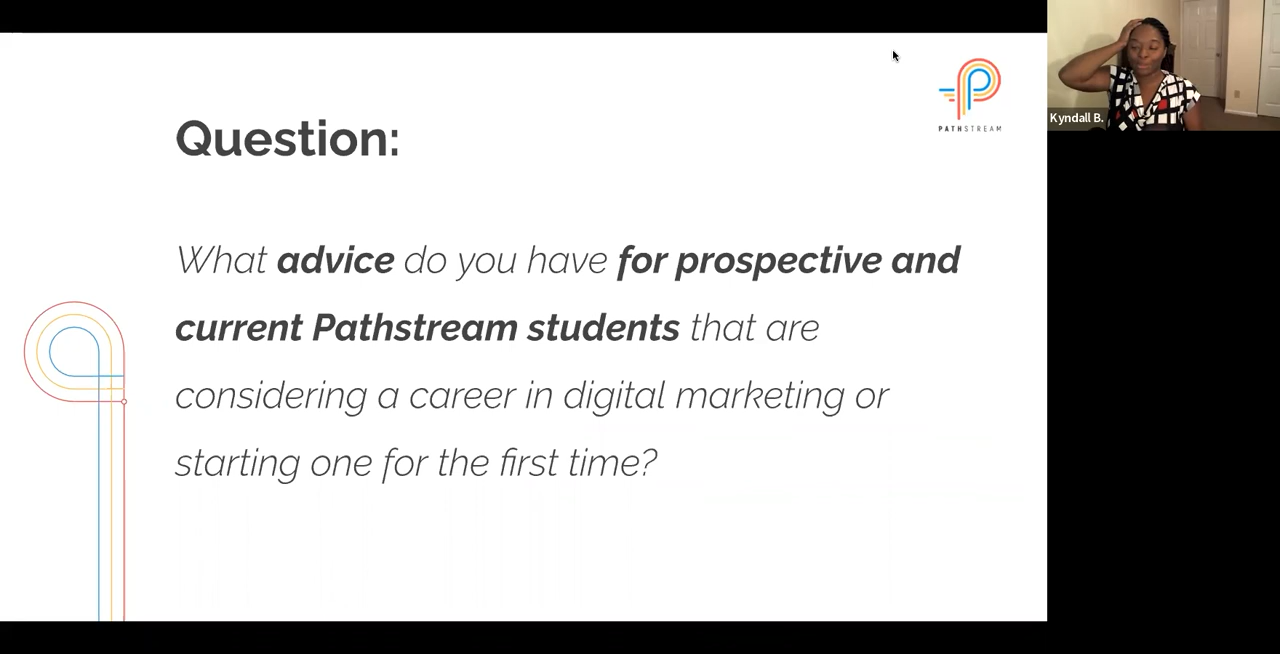 PATHSTREAM
Kyndall B.
Question:
What advice do you have for prospective and
current Pathstream students that are
considering a career in digital marketing or
starting one for the first time?